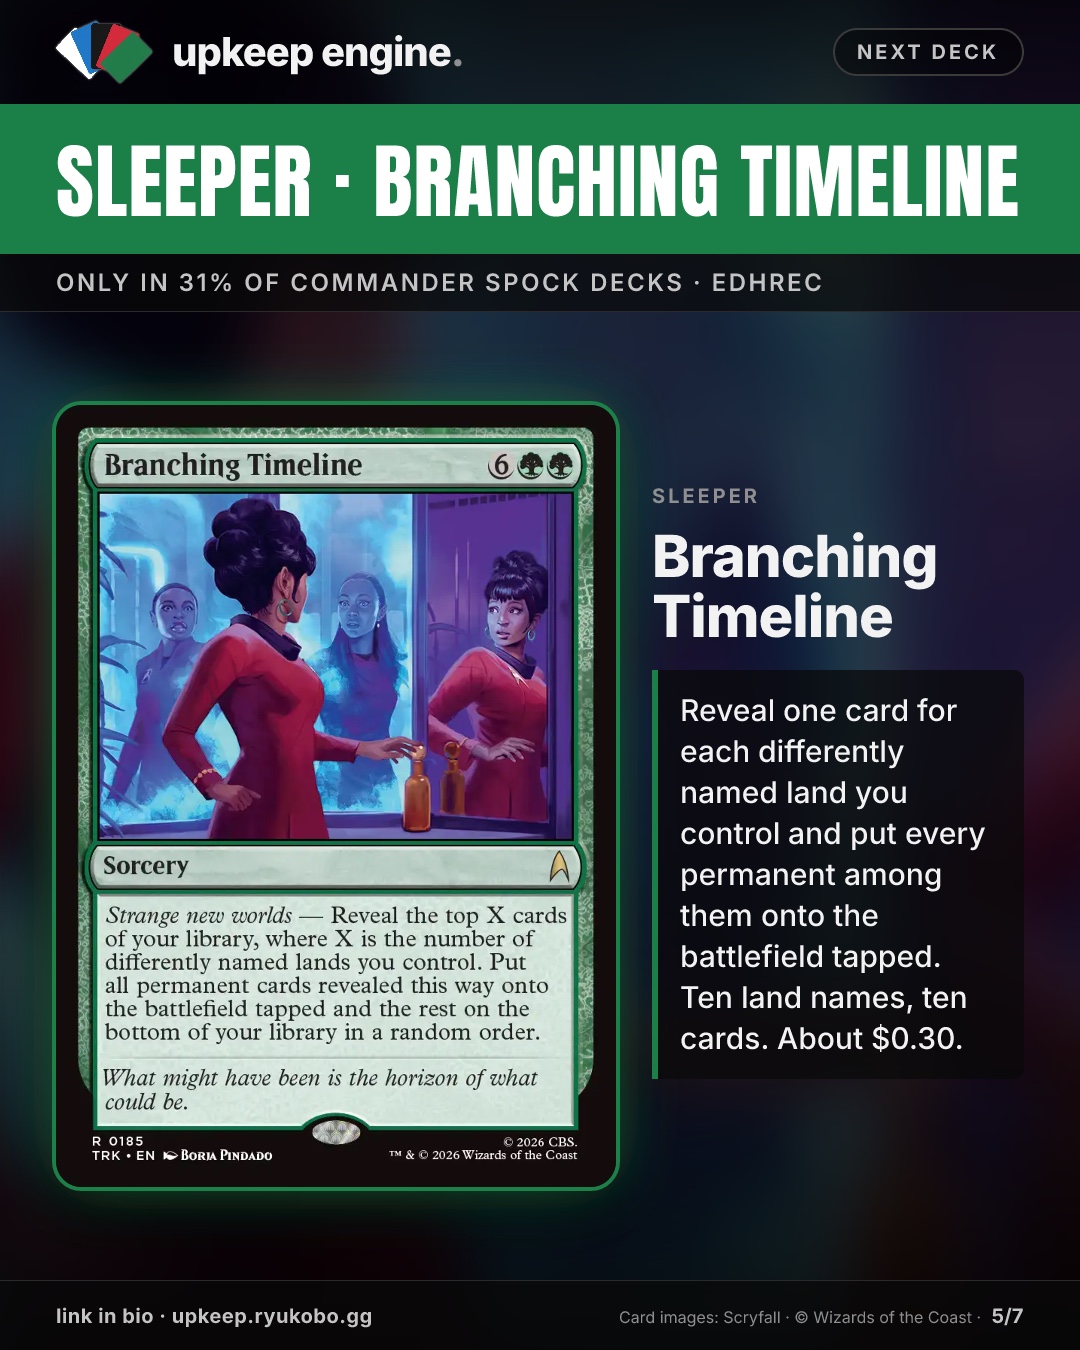 upkeep engine.
NEXT DECK
SLEEPER · BRANCHING TIMELINE
ONLY IN 31% OF COMMANDER SPOCK DECKS · EDHREC
Branching Timeline 6
Sorcery
Strange new worlds — Reveal the top X cards
of your library, where X is the number of
differently named lands you control. Put
all permanent cards revealed this way onto
the battlefield tapped and the rest on the
bottom of your library in a random order.
What might have been is the horizon of what
could be.
R 0185
TRK • EN Borja Pindado
© 2026 CBS.
™ & © 2026 Wizards of the Coast
SLEEPER
Branching
Timeline
Reveal one card for
each differently
named land you
control and put every
permanent among
them onto the
battlefield tapped.
Ten land names, ten
cards. About $0.30.
link in bio · upkeep.ryukobo.gg
Card images: Scryfall · © Wizards of the Coast · 5/7